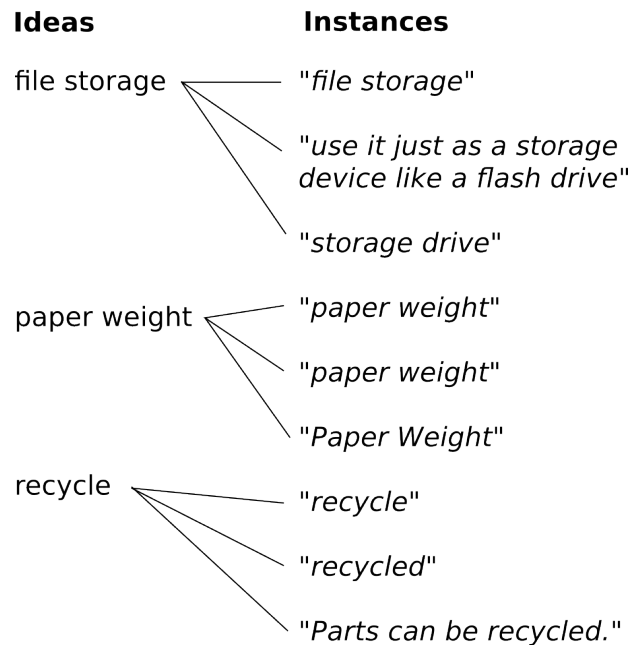 Ideas Instances
file storage "file storage"
"use it just as a storage
device like a flash drive"
"storage drive"
paper weight "paper weight"
"paper weight"
"Paper Weight"
recycle "recycle"
"recycled"
"Parts can be recycled."